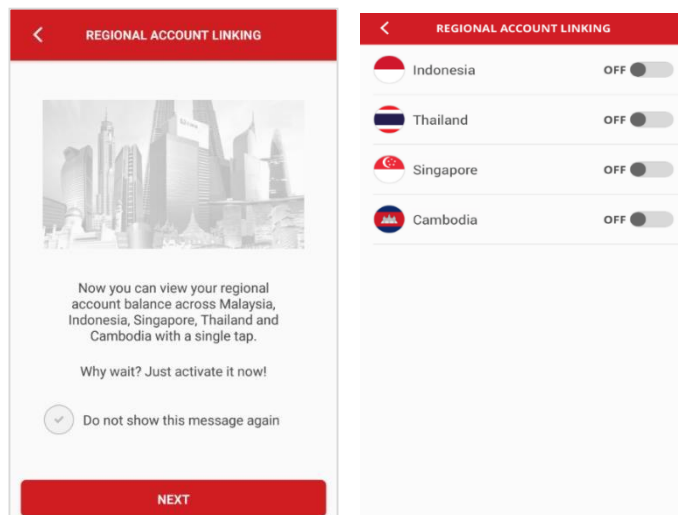 REGIONAL ACCOUNT LINKING
Now you can view your regional
account balance across Malaysia,
Indonesia, Singapore, Thailand and
Cambodia with a single tap.
Why wait? Just activate it now!
Do not show this message again
NEXT
REGIONAL ACCOUNT LINKING
Indonesia OFF
Thailand OFF
Singapore OFF
Cambodia OFF